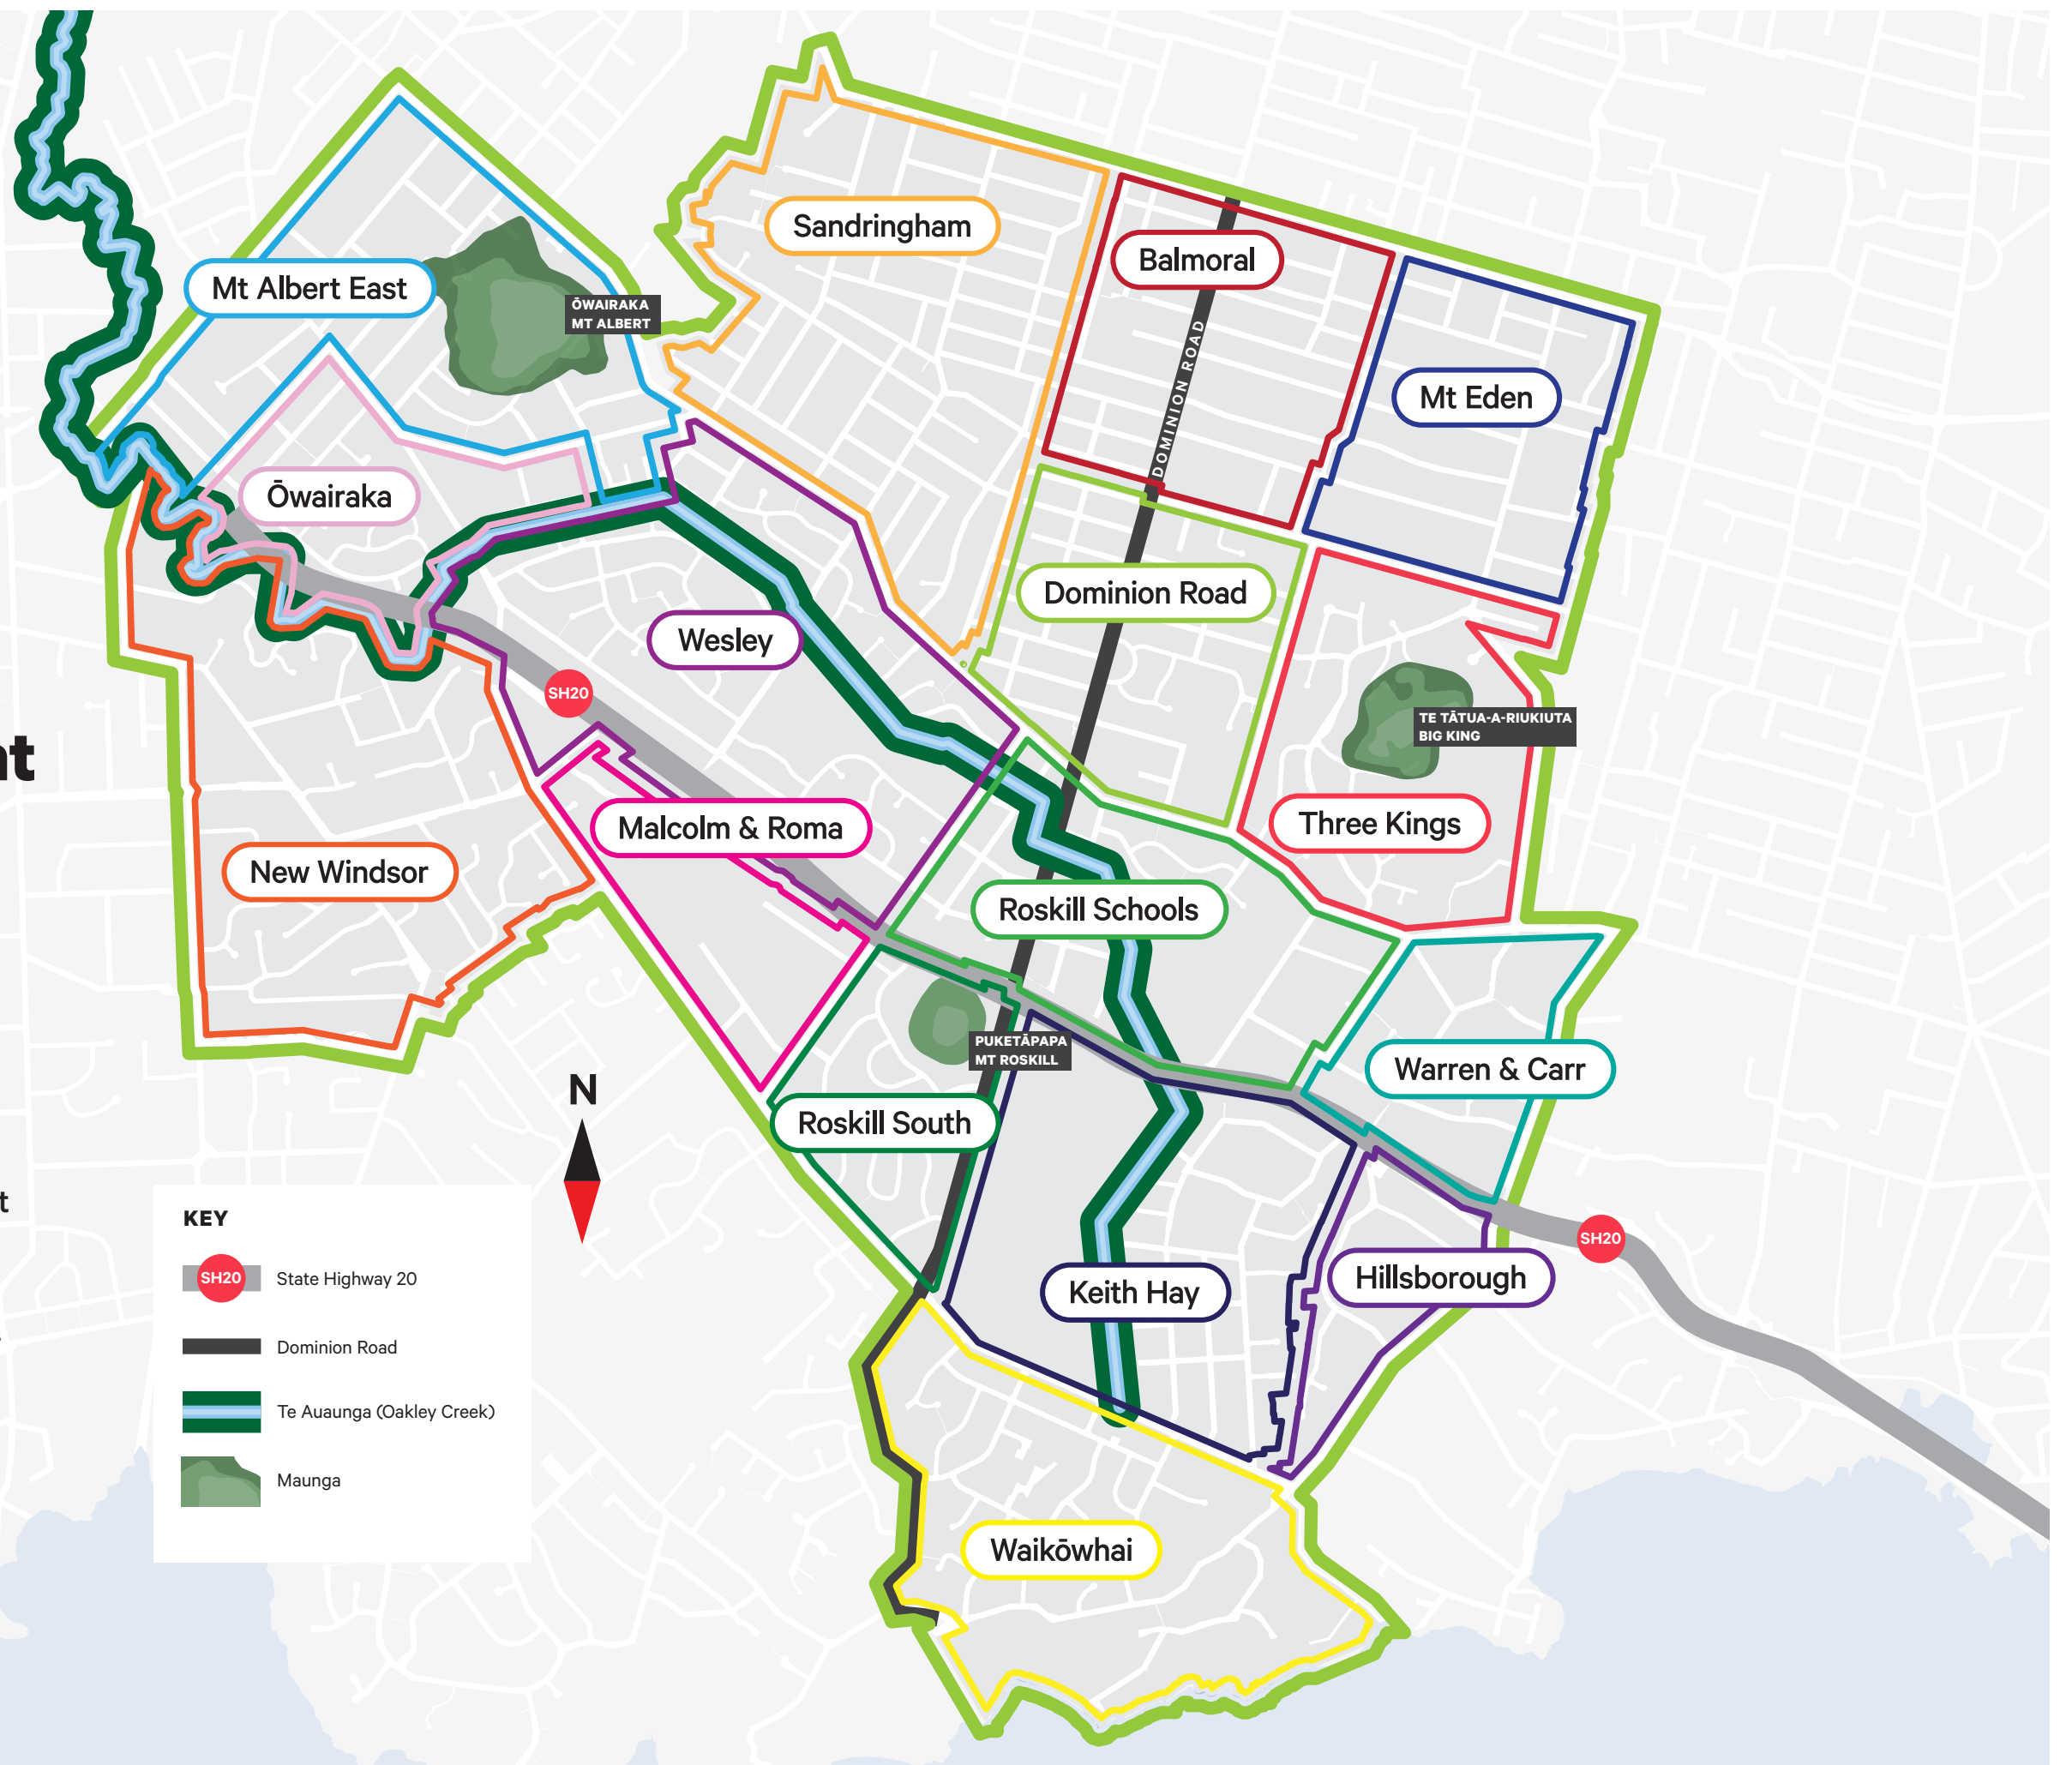 Sandringham
Balmoral
Mt Albert East
ŌWAIRAKA
MT ALBERT
DOMINION ROAD
Mt Eden
Ōwairaka
Dominion Road
Wesley
SH20
TE TĀTUA-A-RIUKIUTA
BIG KING
nt
Malcolm & Roma
Three Kings
New Windsor
Roskill Schools
PUKETĀPAPA
MT ROSKILL
Warren & Carr
N
Roskill South
t
KEY
SH20
State Highway 20
SH20
Hillsborough
Keith Hay
Dominion Road
Te Auaunga (Oakley Creek)
Maunga
Waikōwhai